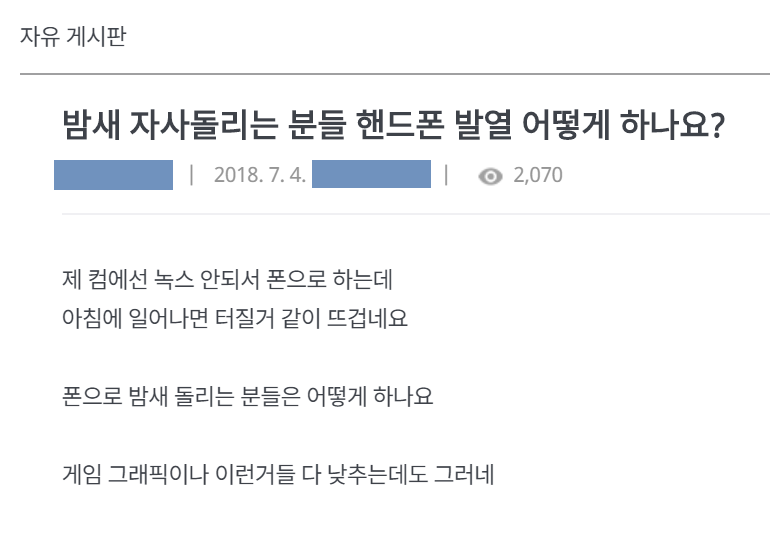 자유 게시판
밤새 자사돌리는 분들 핸드폰 발열 어떻게 하나요?
| 2018. 7. 4. | 2,070
제 컴에선 녹스 안되서 폰으로 하는데
아침에 일어나면 터질거 같이 뜨겁네요
폰으로 밤새 돌리는 분들은 어떻게 하나요
게임 그래픽이나 이런거들 다 낮추는데도 그러네